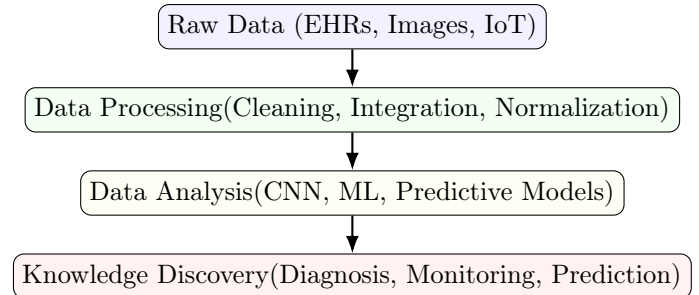 Raw Data (EHRs, Images, IoT)
Data Processing(Cleaning, Integration, Normalization)
Data Analysis(CNN, ML, Predictive Models)
Knowledge Discovery(Diagnosis, Monitoring, Prediction)